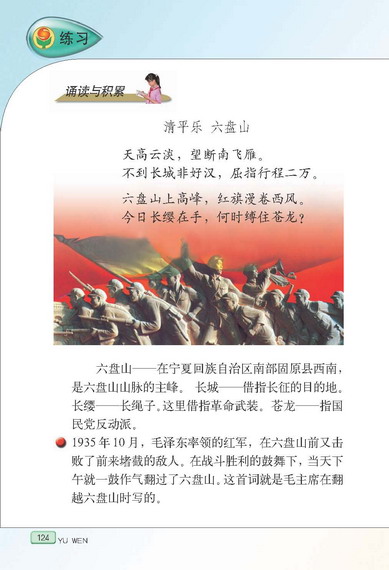 练习
诵读与积累
清平乐 六盘山
天高云淡，望断南飞雁。
不到长城非好汉，屈指行程二万。
六盘山上高峰，红旗漫卷西风。
今日长缨在手，何时缚住苍龙？
六盘山——在宁夏回族自治区南部固原县西南，
是六盘山山脉的主峰。 长城——借指长征的目的地。
长缨——长绳子。这里借指革命武装。苍龙——指国
民党反动派。
1935年10月，毛泽东率领的红军，在六盘山前又击
败了前来堵截的敌人。在战斗胜利的鼓舞下，当天下
午就一鼓作气翻过了六盘山。这首词就是毛主席在翻
越六盘山时写的。
124 YU WEN